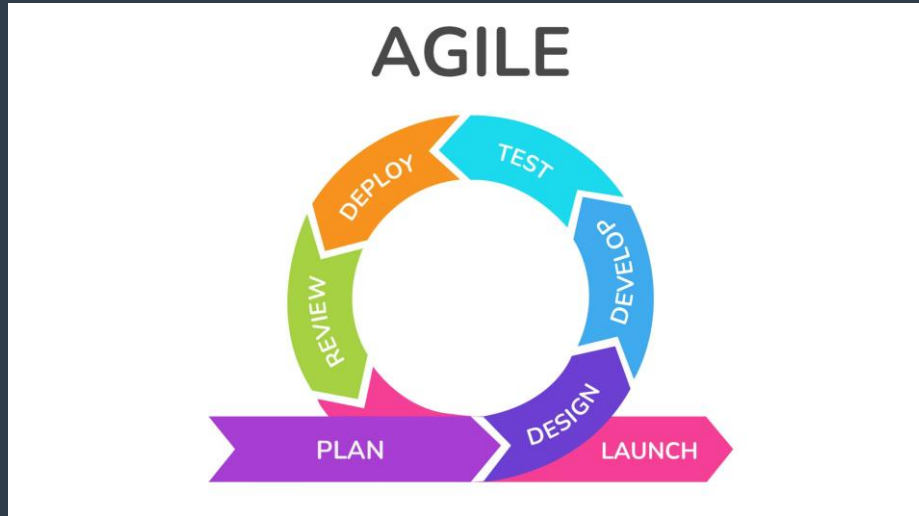 AGILE
PLAN
DESIGN
DEVELOP
TEST
DEPLOY
REVIEW
LAUNCH